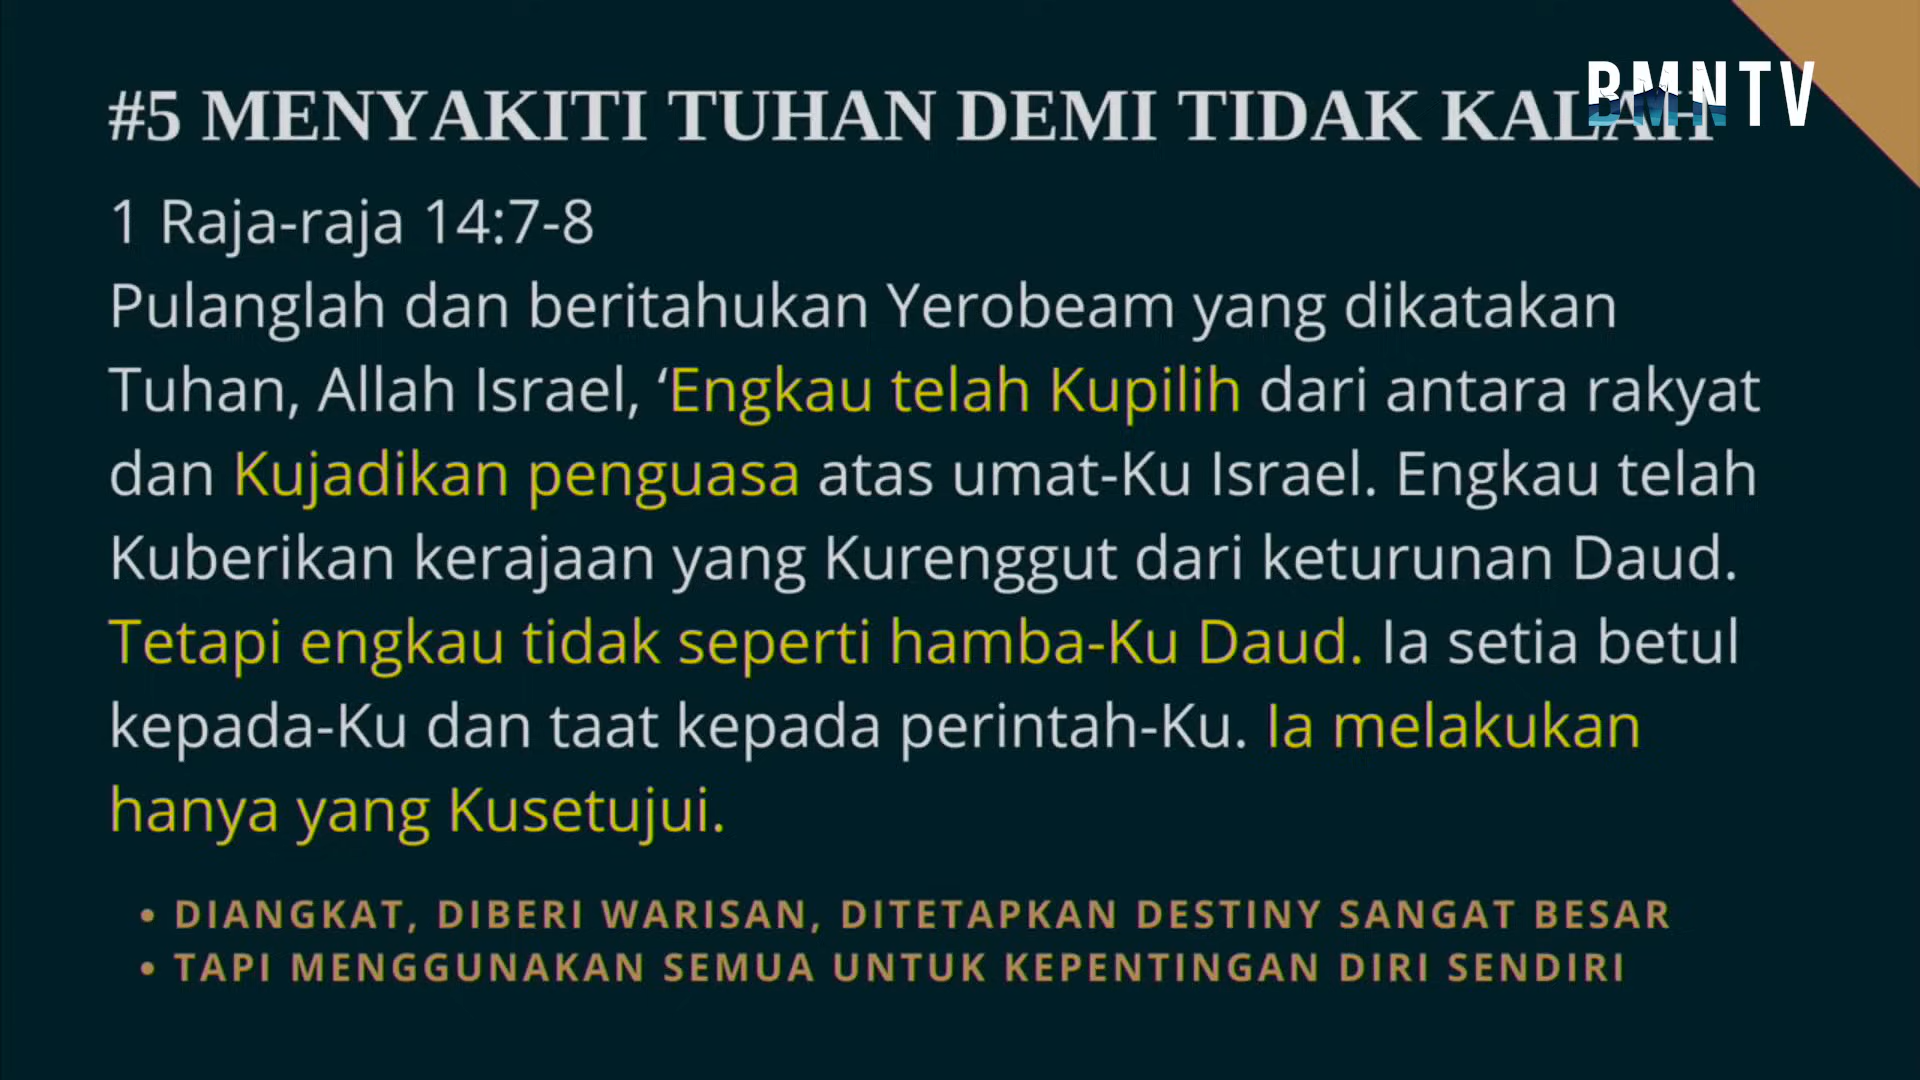 #5 MENYAKITI TUHAN DEMI TIDAK KALAH
BMNTV
1 Raja-raja 14:7-8
Pulanglah dan beritahukan Yerobeam yang dikatakan
Tuhan, Allah Israel, ‘Engkau telah Kupilih dari antara rakyat
dan Kujadikan penguasa atas umat-Ku Israel. Engkau telah
Kuberikan kerajaan yang Kurenggut dari keturunan Daud.
Tetapi engkau tidak seperti hamba-Ku Daud. Ia setia betul
kepada-Ku dan taat kepada perintah-Ku. Ia melakukan
hanya yang Kusetujui.
• DIANGKAT, DIBERI WARISAN, DITETAPKAN DESTINY SANGAT BESAR
• TAPI MENGGUNAKAN SEMUA UNTUK KEPENTINGAN DIRI SENDIRI